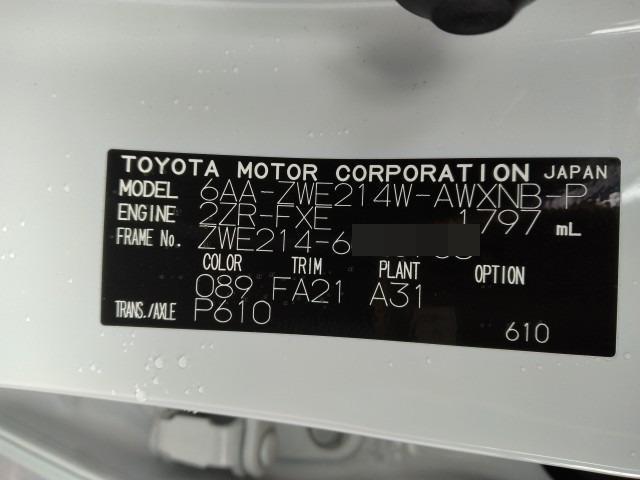 TOYOTA MOTOR CORPORATION JAPAN
MODEL 6AA-ZWE214W-AWXNB-P
ENGINE 2ZR-FXE 1797 mL
FRAME No. ZWE214-6
COLOR TRIM PLANT OPTION
089 FA21 A31
TRANS./AXLE P610
610